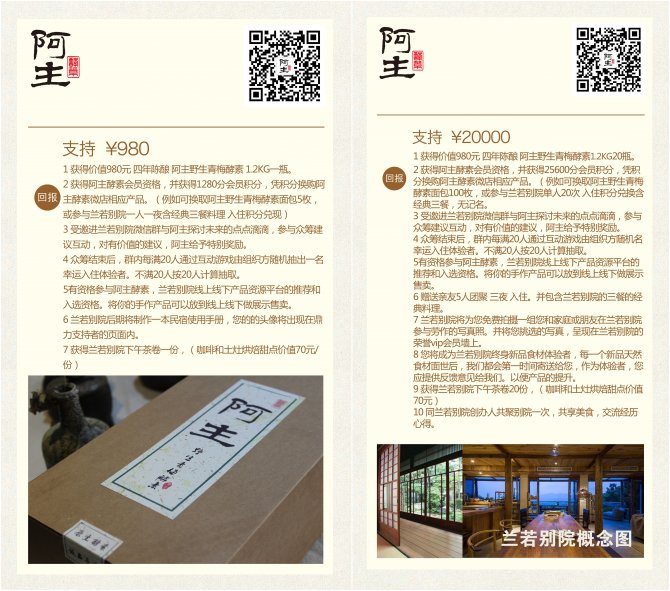 阿主
酵素
支持 ¥980
回报
1 获得价值980元 四年陈酿 阿主野生青梅酵素 1.2KG一瓶。
2 获得阿主酵素会员资格，并获得1280分会员积分，凭积分换购阿
主酵素微店相应产品。（例如可换取阿主野生青梅酵素面包5枚，
或参与兰若别院一人一夜含经典三餐料理 入住积分兑现）
3 受邀进兰若别院微信群与阿主探讨未来的点点滴滴，参与众筹建
议互动，对有价值的建议，阿主给予特别奖励。
4 众筹结束后，群内每满20人通过互动游戏由组织方随机抽出一名
幸运入住体验者。不满20人按20人计算抽取。
5有资格参与阿主酵素，兰若别院线上线下产品资源平台的推荐和
入选资格。将你的手作产品可以放到线上线下做展示售卖。
6 兰若别院后期将制作一本民宿使用手册，您的的头像将出现在鼎
力支持者的页面内。
7 获得兰若别院下午茶卷一份，（咖啡和土灶烘焙甜点价值70元/
份）
阿主
野生青梅酵素
阿主
支持 ¥20000
回报
1 获得价值980元 四年陈酿 阿主野生青梅酵素1.2KG20瓶。
2 获得阿主酵素会员资格，并获得25600分会员积分，凭积
分换购阿主酵素微店相应产品。（例如可换取阿主野生青梅
酵素面包100枚，或参与兰若别院单人20次 入住积分兑换含
经典三餐，无记名。
3 受邀进兰若别院微信群与阿主探讨未来的点点滴滴，参与
众筹建议互动，对有价值的建议，阿主给予特别奖励。
4 众筹结束后，群内每满20人通过互动游戏由组织方随机名
幸运入住体验者。不满20人按20人计算抽取。
5有资格参与阿主酵素，兰若别院线上线下产品资源平台的
推荐和入选资格。将你的手作产品可以放到线上线下做展示
售卖。
6 赠送亲友5人团聚 三夜 入住。并包含兰若别院的三餐的经
典料理。
7 兰若别院将为您免费拍摄一组您和家庭或朋友在兰若别院
参与劳作的写真照。并将您挑选的写真，呈现在兰若别院的
荣誉vip会员墙上。
8 您将成为兰若别院终身新品食材体验者，每一个新品天然
食材面世后，我们都会第一时间寄送给您，作为体验者，您
应提供反馈意见给我们。以便产品的提升。
9 获得兰若别院下午茶卷20份，（咖啡和土灶烘焙甜点价值
70元）
10 同兰若别院创办人共聚别院一次，共享美食，交流经历
心得。
兰若别院概念图